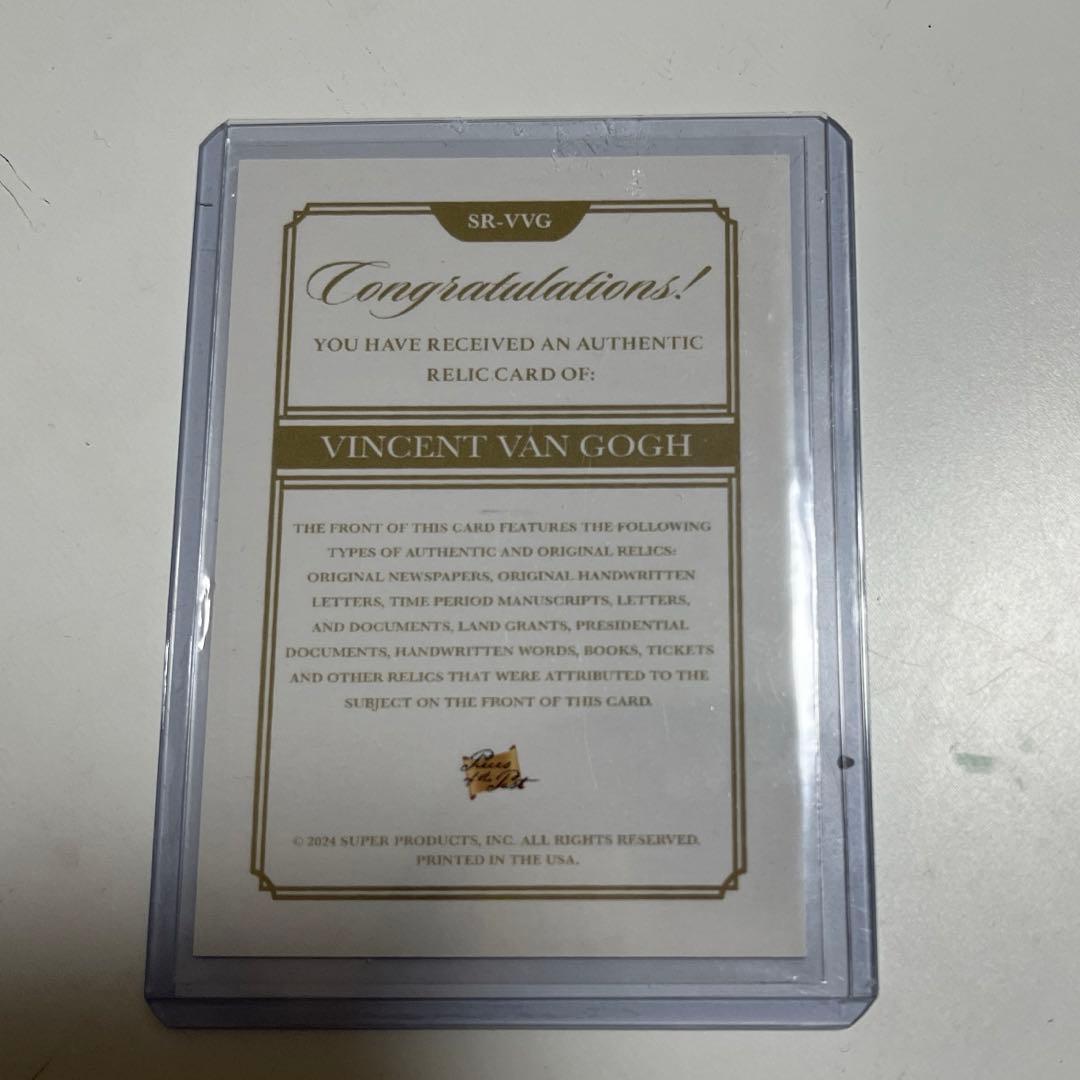 SR-VVG
Congratulations!
YOU HAVE RECEIVED AN AUTHENTIC
RELIC CARD OF:
VINCENT VAN GOGH
THE FRONT OF THIS CARD FEATURES THE FOLLOWING
TYPES OF AUTHENTIC AND ORIGINAL RELICS:
ORIGINAL NEWSPAPERS, ORIGINAL HANDWRITTEN
LETTERS, TIME PERIOD MANUSCRIPTS, LETTERS,
AND DOCUMENTS, LAND GRANTS, PRESIDENTIAL
DOCUMENTS, HANDWRITTEN WORDS, BOOKS, TICKETS
AND OTHER RELICS THAT WERE ATTRIBUTED TO THE
SUBJECT ON THE FRONT OF THIS CARD.
Pieces
of the Past
© 2024 SUPER PRODUCTS, INC. ALL RIGHTS RESERVED.
PRINTED IN THE USA.